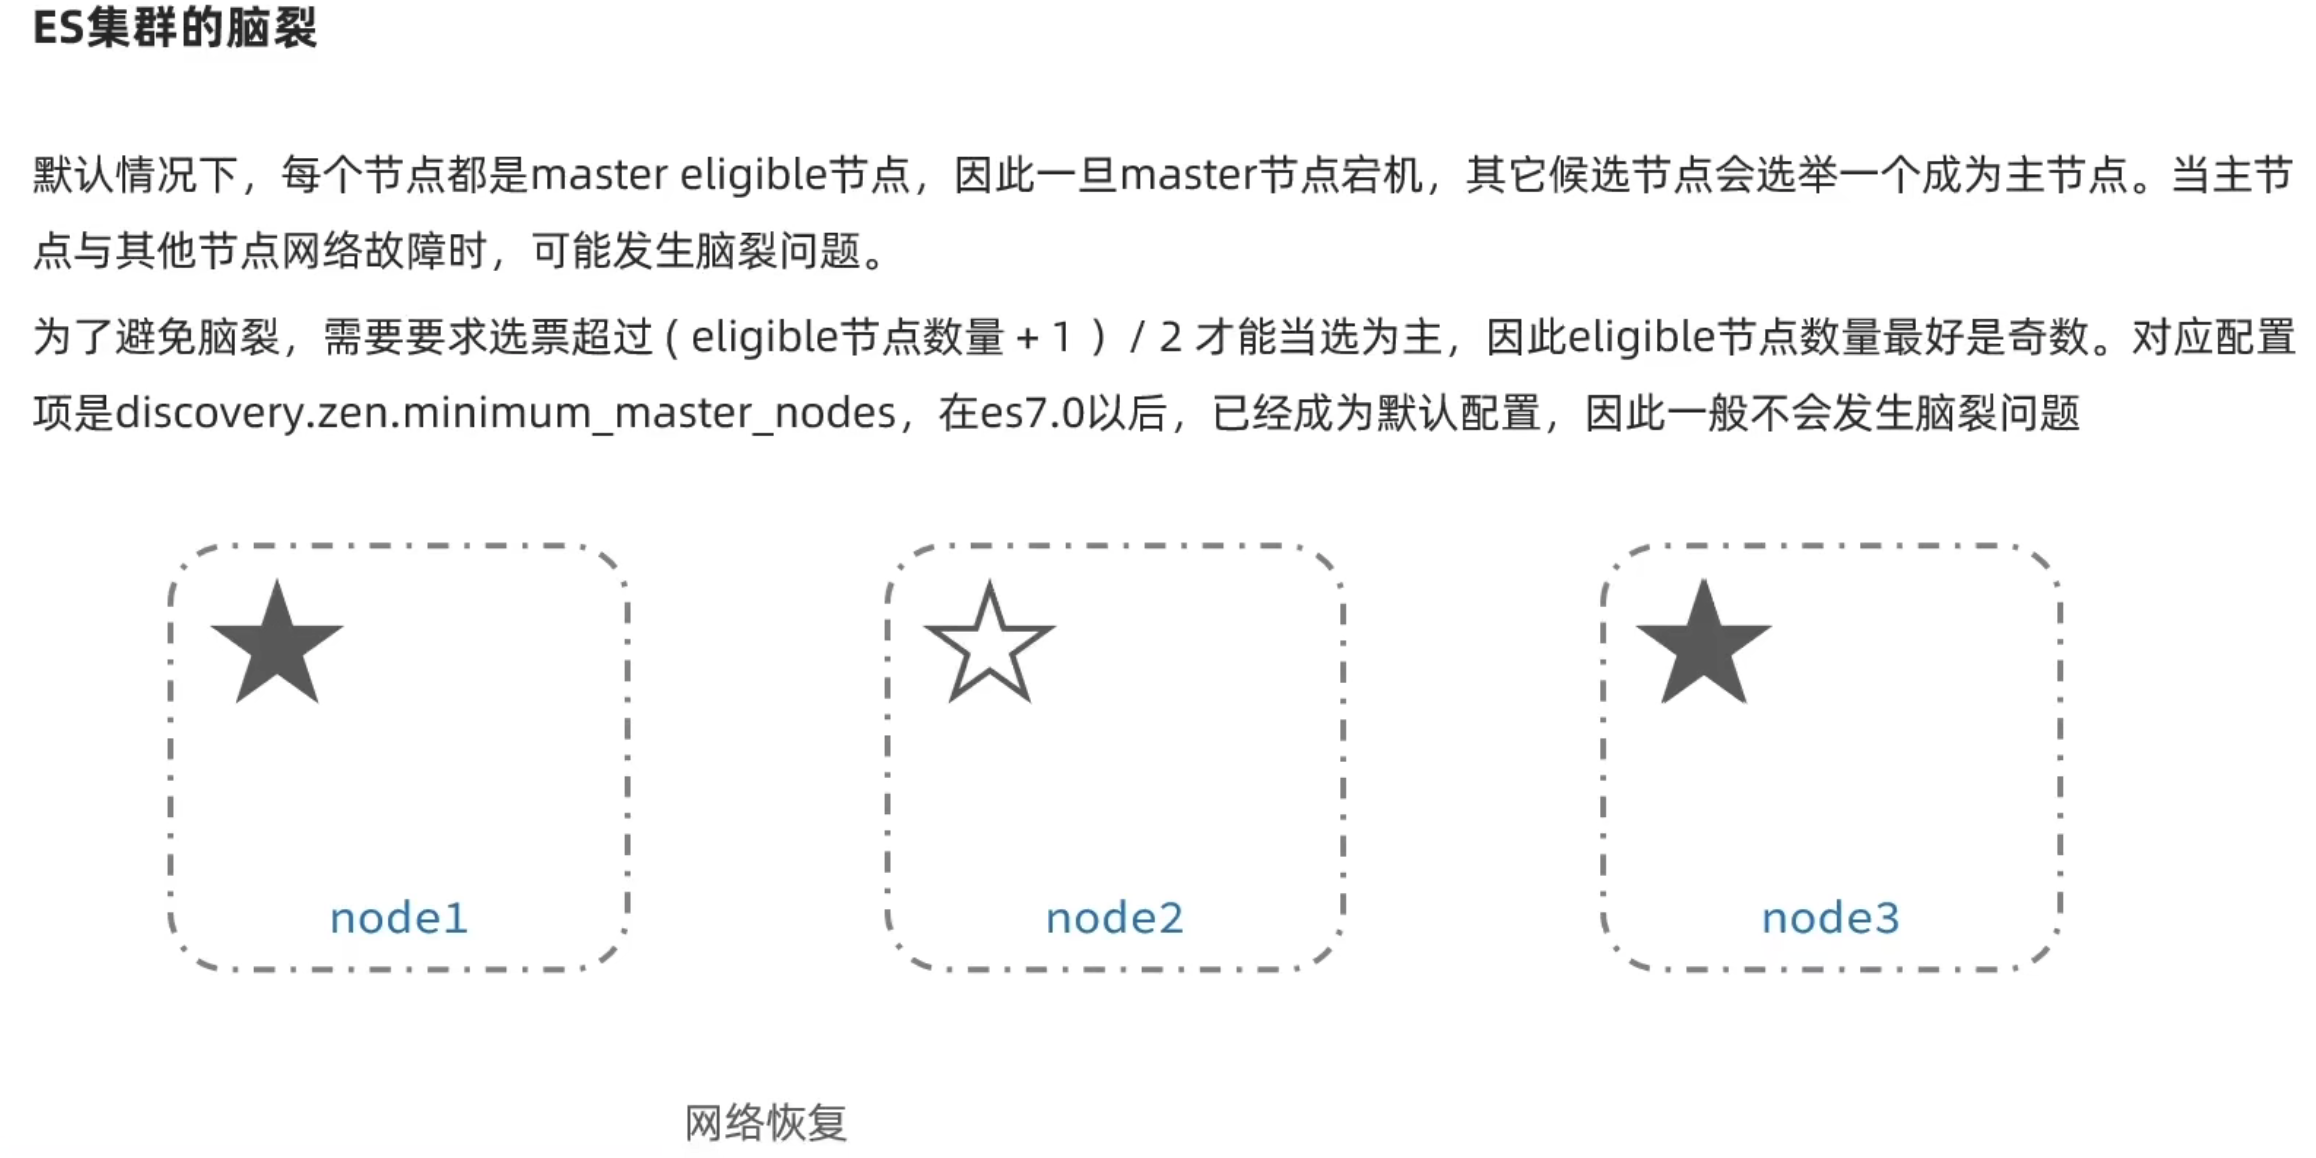 ES集群的脑裂
默认情况下，每个节点都是master eligible节点，因此一旦master节点宕机，其它候选节点会选举一个成为主节点。当主节
点与其他节点网络故障时，可能发生脑裂问题。
为了避免脑裂，需要要求选票超过 ( eligible节点数量 + 1 ）/ 2 才能当选为主，因此eligible节点数量最好是奇数。对应配置
项是discovery.zen.minimum_master_nodes，在es7.0以后，已经成为默认配置，因此一般不会发生脑裂问题
node1
node2
node3
网络恢复